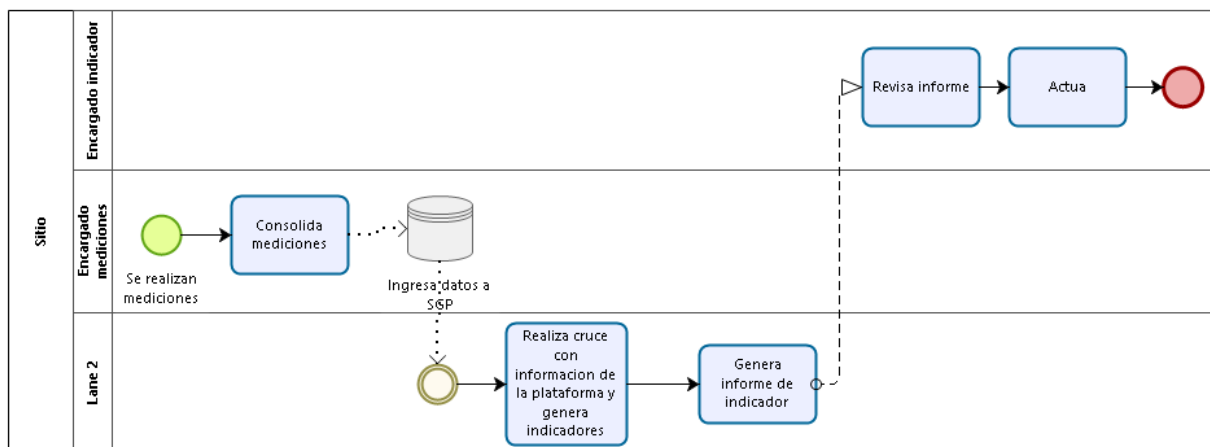 Sitio
Encargado indicador
Revisa informe
Actua
Encargado
mediciones
Se realizan
mediciones
Consolida
mediciones
Ingresa datos a
SGP
Lane 2
Realiza cruce
con
informacion de
la plataforma y
genera
indicadores
Genera
informe de
indicador